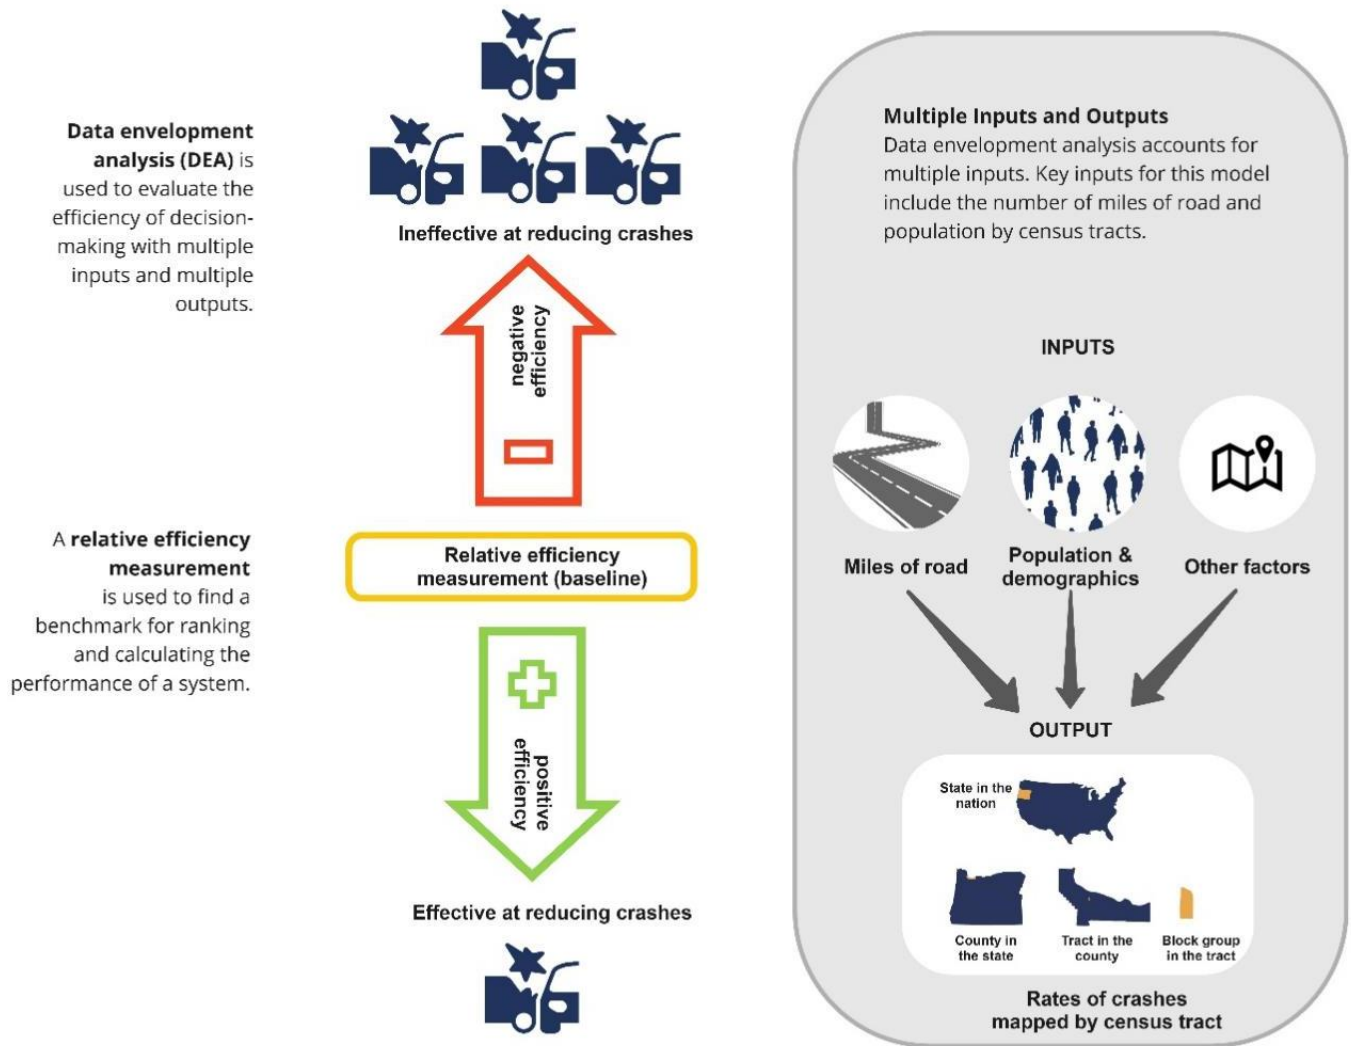 Data envelopment
analysis (DEA) is
used to evaluate the
efficiency of decision-
making with multiple
inputs and multiple
outputs.
Ineffective at reducing crashes
negative
efficiency
A relative efficiency
measurement
is used to find a
benchmark for ranking
and calculating the
performance of a system.
Relative efficiency
measurement (baseline)
positive
efficiency
Effective at reducing crashes
Multiple Inputs and Outputs
Data envelopment analysis accounts for
multiple inputs. Key inputs for this model
include the number of miles of road and
population by census tracts.
INPUTS
Miles of road
Population &
demographics
Other factors
OUTPUT
State in the
nation
County in
the state
Tract in the
county
Block group
in the tract
Rates of crashes
mapped by census tract